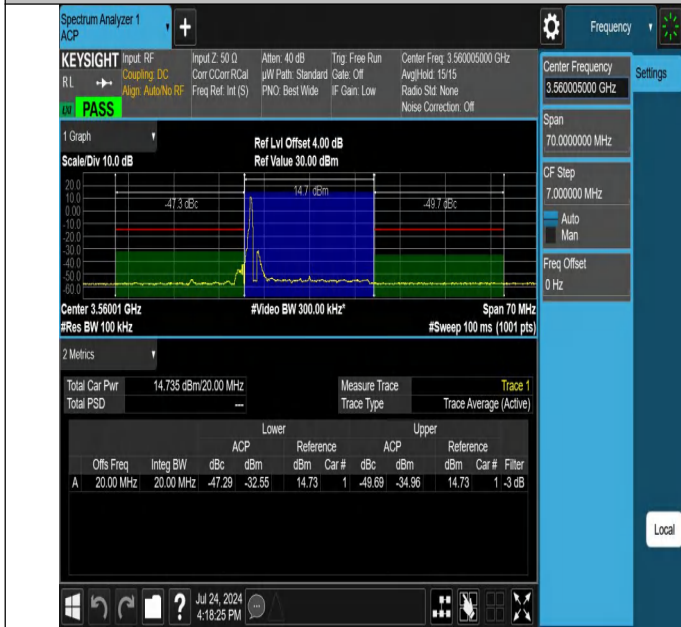 Spectrum Analyzer 1
ACP
+
Frequency
KEYSIGHT
RL
LXI
PASS
Input: RF
Coupling: DC
Align: Auto/No RF
Input Z: 50 Ω
Corr CCorr RCal
Freq Ref: Int (S)
Atten: 40 dB
µW Path: Standard
PNO: Best Wide
Trig: Free Run
Gate: Off
IF Gain: Low
Center Freq: 3.560005000 GHz
Avg|Hold: 15/15
Radio Std: None
Noise Correction: Off
Center Frequency
3.560005000 GHz
Settings
Span
70.0000000 MHz
CF Step
7.000000 MHz
Auto
Man
Freq Offset
0 Hz
1 Graph
Scale/Div 10.0 dB
Ref Lvl Offset 4.00 dB
Ref Value 30.00 dBm
20.0
10.0
0.00
-10.0
-20.0
-30.0
-40.0
-50.0
-60.0
-47.3 dBc
14.7 dBm
-49.7 dBc
Center 3.56001 GHz
#Video BW 300.00 kHz*
Span 70 MHz
#Res BW 100 kHz
#Sweep 100 ms (1001 pts)
2 Metrics
Total Car Pwr 14.735 dBm/20.00 MHz
Total PSD ---
Measure Trace Trace 1
Trace Type Trace Average (Active)
Lower Upper
ACP Reference ACP Reference
Offs Freq Integ BW dBc dBm dBm Car # dBc dBm dBm Car # Filter
A 20.00 MHz 20.00 MHz -47.29 -32.55 14.73 1 -49.69 -34.96 14.73 1 -3 dB
Local
?
Jul 24, 2024
4:18:25 PM